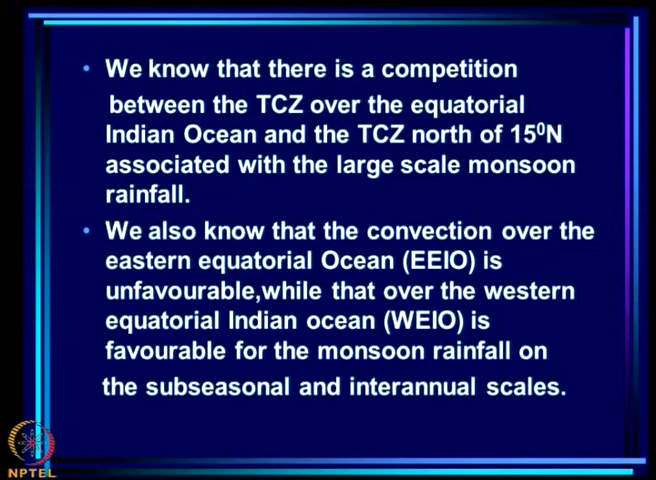 • We know that there is a competition
between the TCZ over the equatorial
Indian Ocean and the TCZ north of 15⁰N
associated with the large scale monsoon
rainfall.
• We also know that the convection over the
eastern equatorial Ocean (EEIO) is
unfavourable,while that over the western
equatorial Indian ocean (WEIO) is
favourable for the monsoon rainfall on
the subseasonal and interannual scales.
NPTEL